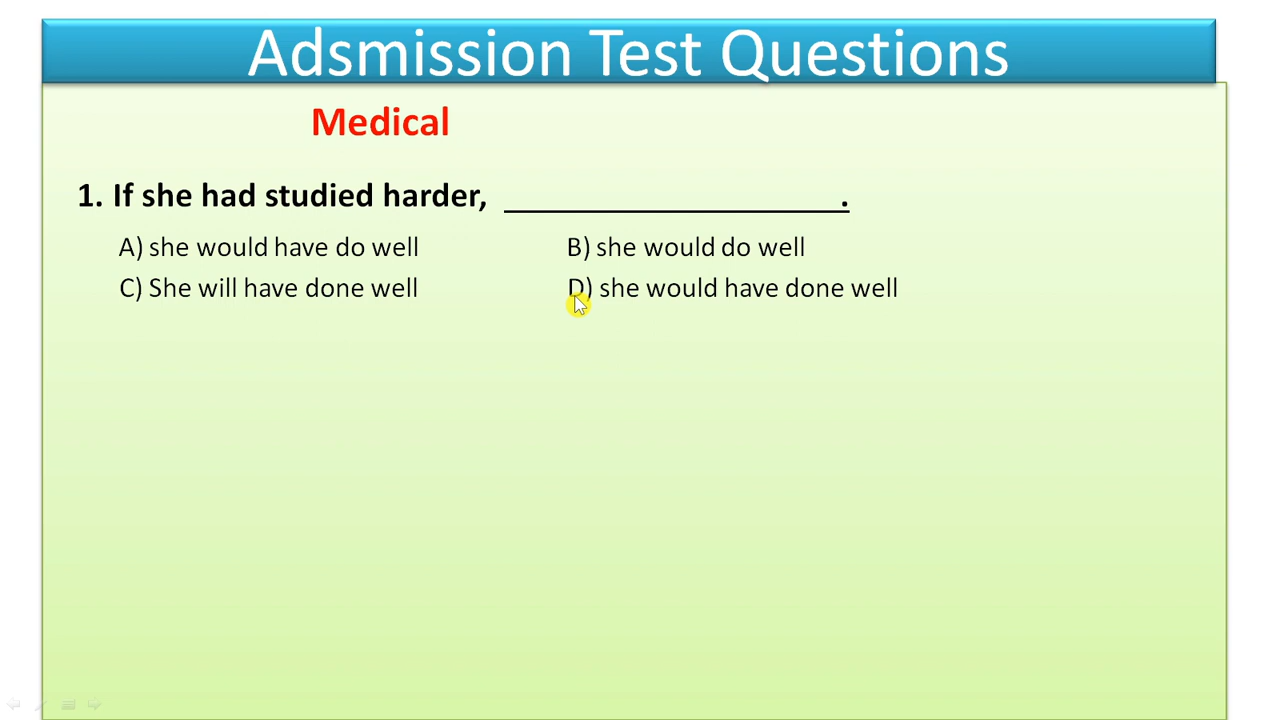 Adsmission Test Questions
Medical
1. If she had studied harder, ____________________.
A) she would have do well B) she would do well
C) She will have done well D) she would have done well